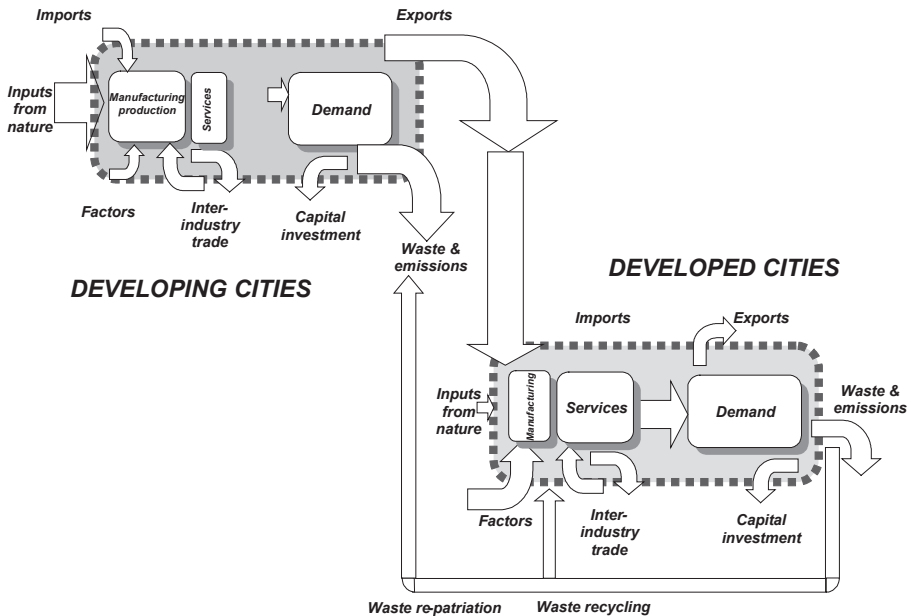 Imports
Exports
Inputs
from
nature
Manufacturing
production
Services
Demand
Factors
Inter-
industry
trade
Capital
investment
Waste &
emissions
DEVELOPING CITIES
DEVELOPED CITIES
Imports
Exports
Inputs
from
nature
Manufacturing
Services
Demand
Waste &
emissions
Factors
Inter-
industry
trade
Capital
investment
Waste re-patriation
Waste recycling